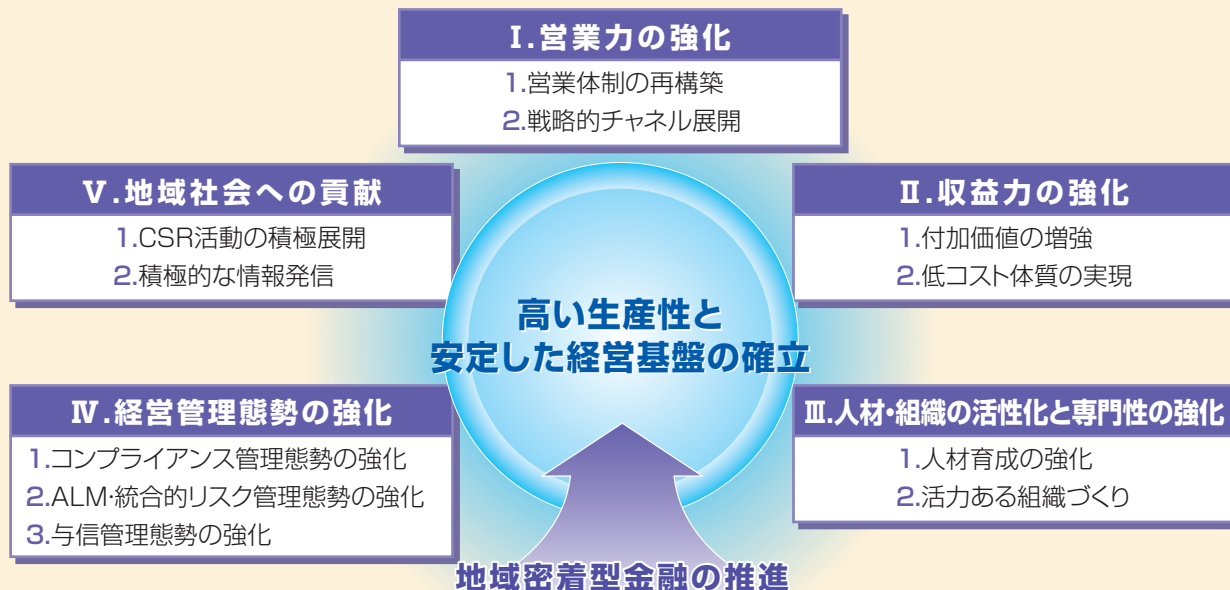 Ⅰ.営業力の強化
1.営業体制の再構築
2.戦略的チャネル展開
Ⅱ.収益力の強化
1.付加価値の増強
2.低コスト体質の実現
Ⅲ.人材・組織の活性化と専門性の強化
1.人材育成の強化
2.活力ある組織づくり
Ⅳ.経営管理態勢の強化
1.コンプライアンス管理態勢の強化
2.ALM・統合的リスク管理態勢の強化
3.与信管理態勢の強化
Ⅴ.地域社会への貢献
1.CSR活動の積極展開
2.積極的な情報発信
高い生産性と
安定した経営基盤の確立
地域密着型金融の推進